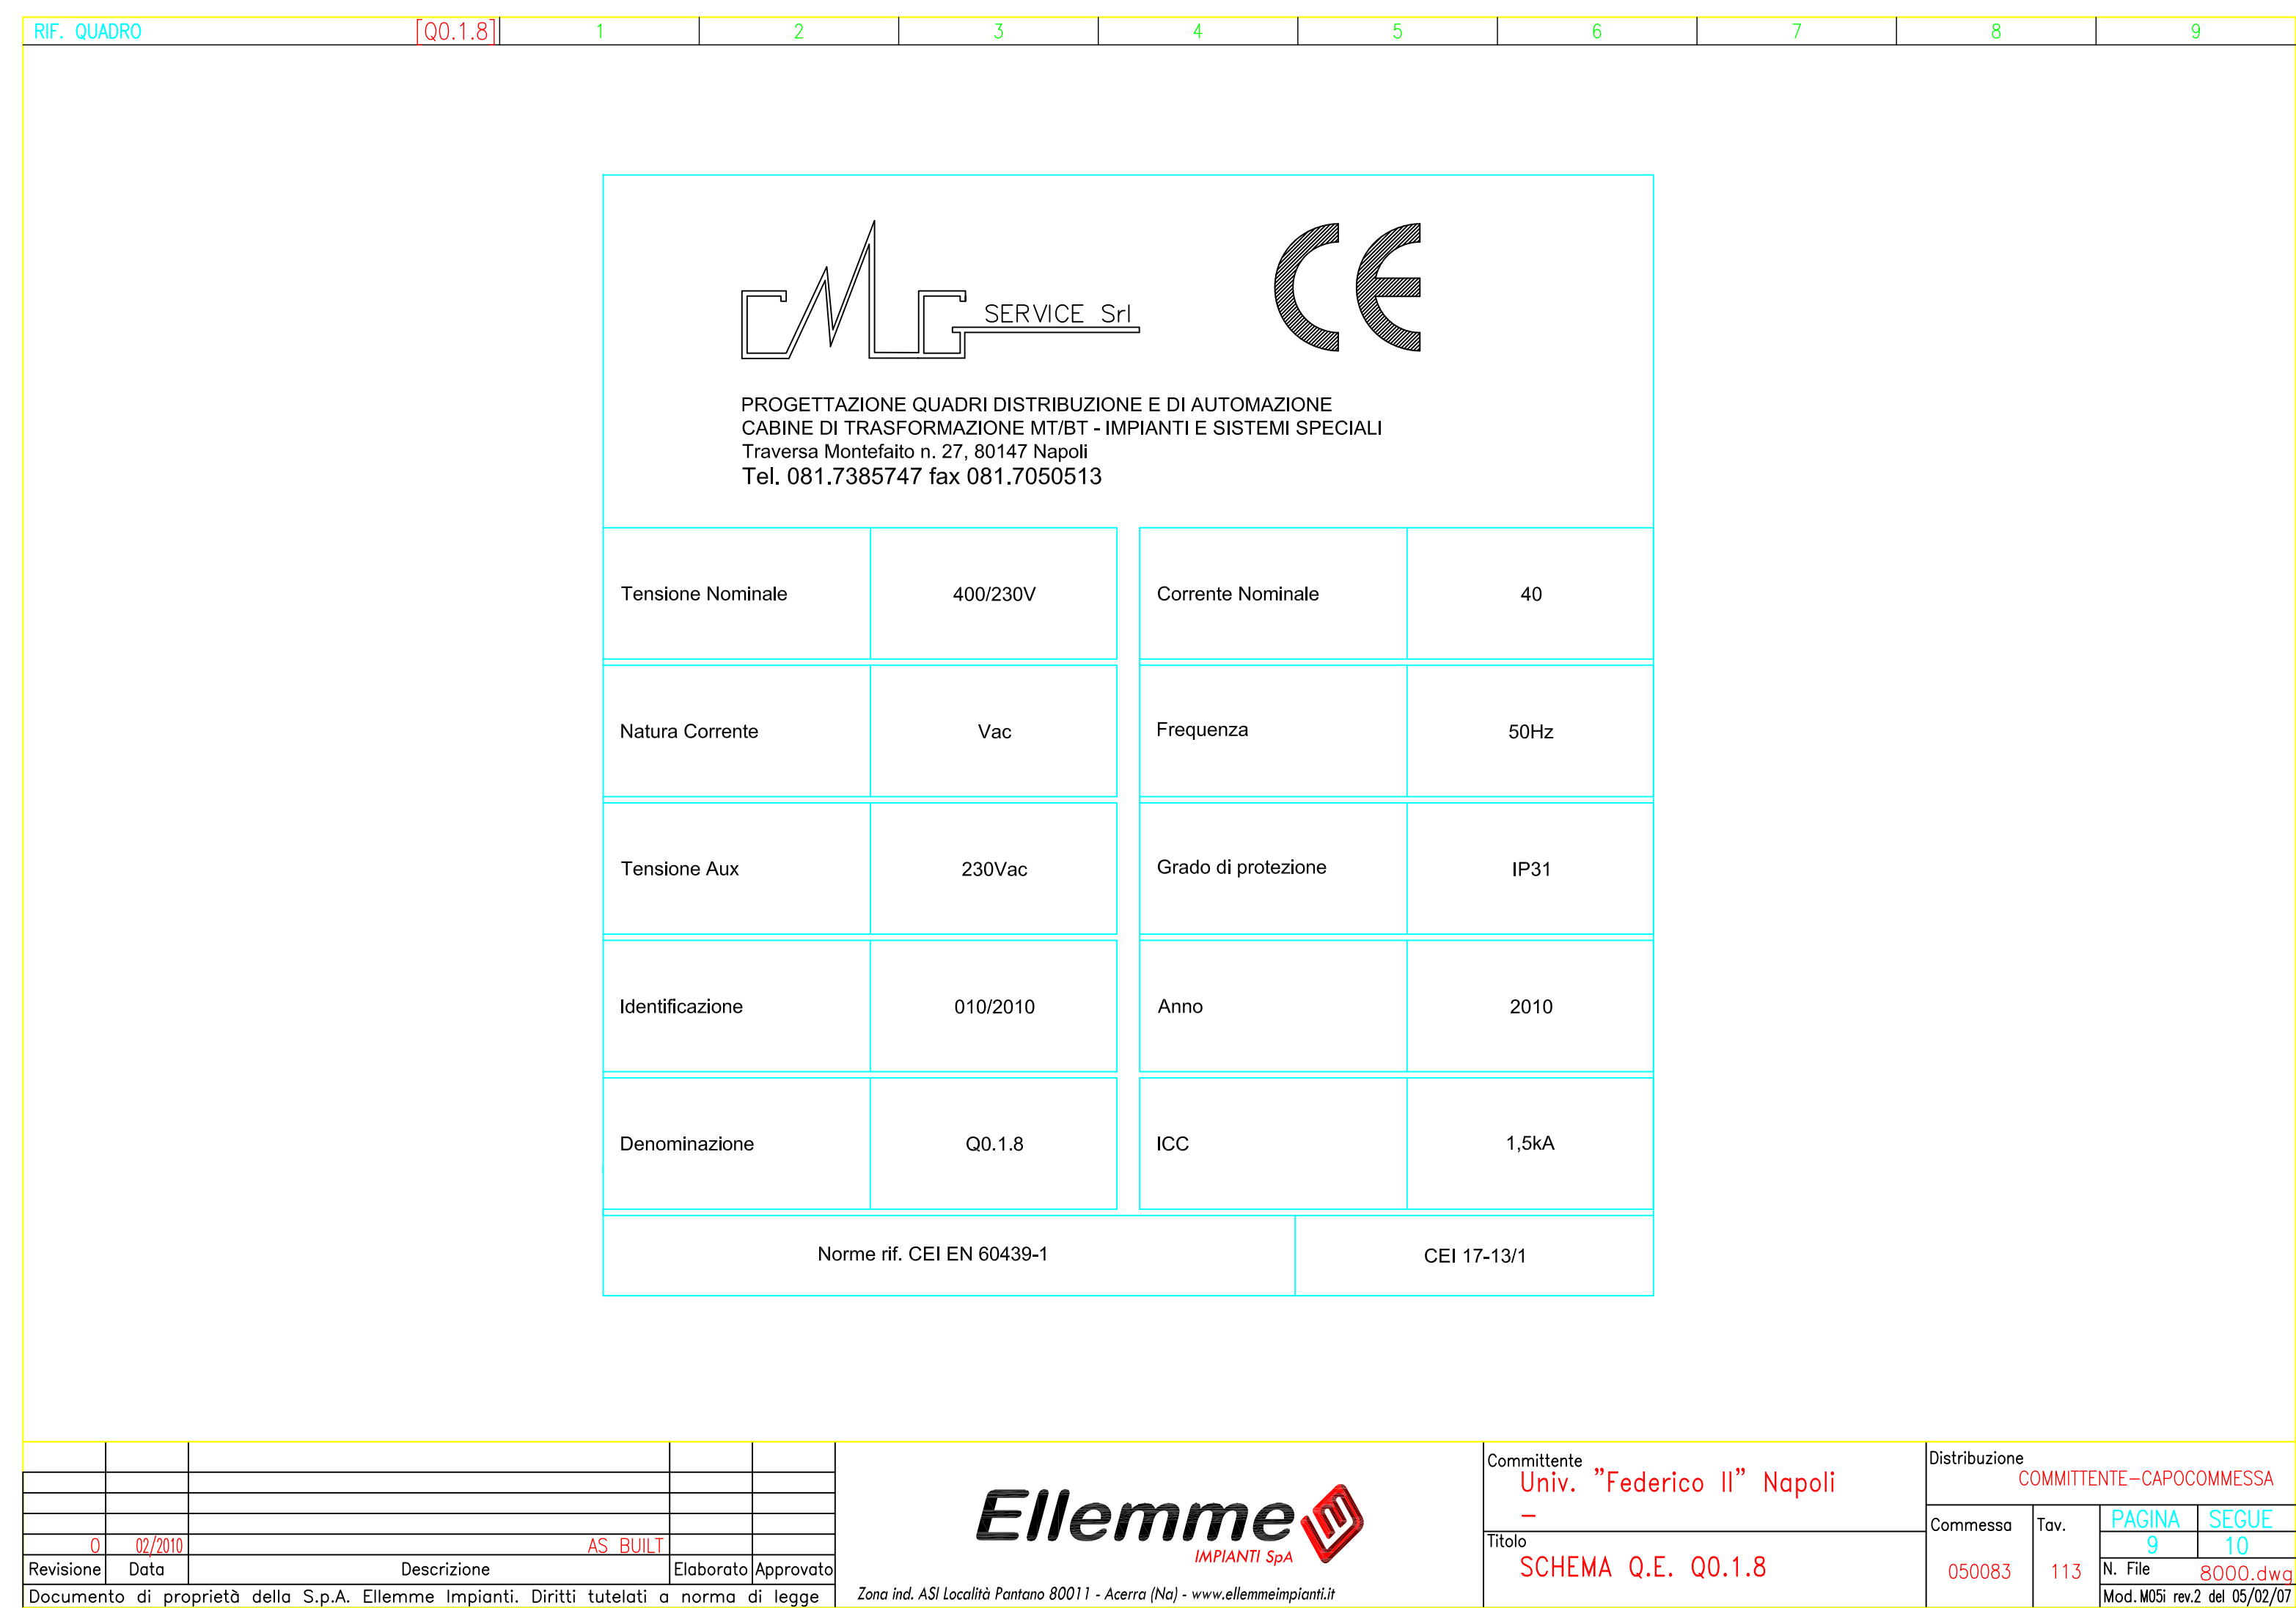 RIF. QUADRO [Q0.1.8] 1 2 3 4 5 6 7 8 9
CMG SERVICE Srl
CE
PROGETTAZIONE QUADRI DISTRIBUZIONE E DI AUTOMAZIONE
CABINE DI TRASFORMAZIONE MT/BT - IMPIANTI E SISTEMI SPECIALI
Traversa Montefaito n. 27, 80147 Napoli
Tel. 081.7385747 fax 081.7050513
Tensione Nominale 400/230V Corrente Nominale 40
Natura Corrente Vac Frequenza 50Hz
Tensione Aux 230Vac Grado di protezione IP31
Identificazione 010/2010 Anno 2010
Denominazione Q0.1.8 ICC 1,5kA
Norme rif. CEI EN 60439-1 CEI 17-13/1
0 02/2010 AS BUILT
Revisione Data Descrizione Elaborato Approvato
Documento di proprietà della S.p.A. Ellemme Impianti. Diritti tutelati a norma di legge
Ellemme
IMPIANTI SpA
Zona ind. ASI Località Pantano 80011 - Acerra (Na) - www.ellemmeimpianti.it
Committente
Univ. "Federico II" Napoli
–
Titolo
SCHEMA Q.E. Q0.1.8
Distribuzione
COMMITTENTE-CAPOCOMMESSA
Commessa Tav. PAGINA SEGUE
9 10
050083 113 N. File 8000.dwg
Mod.M05i rev.2 del 05/02/07